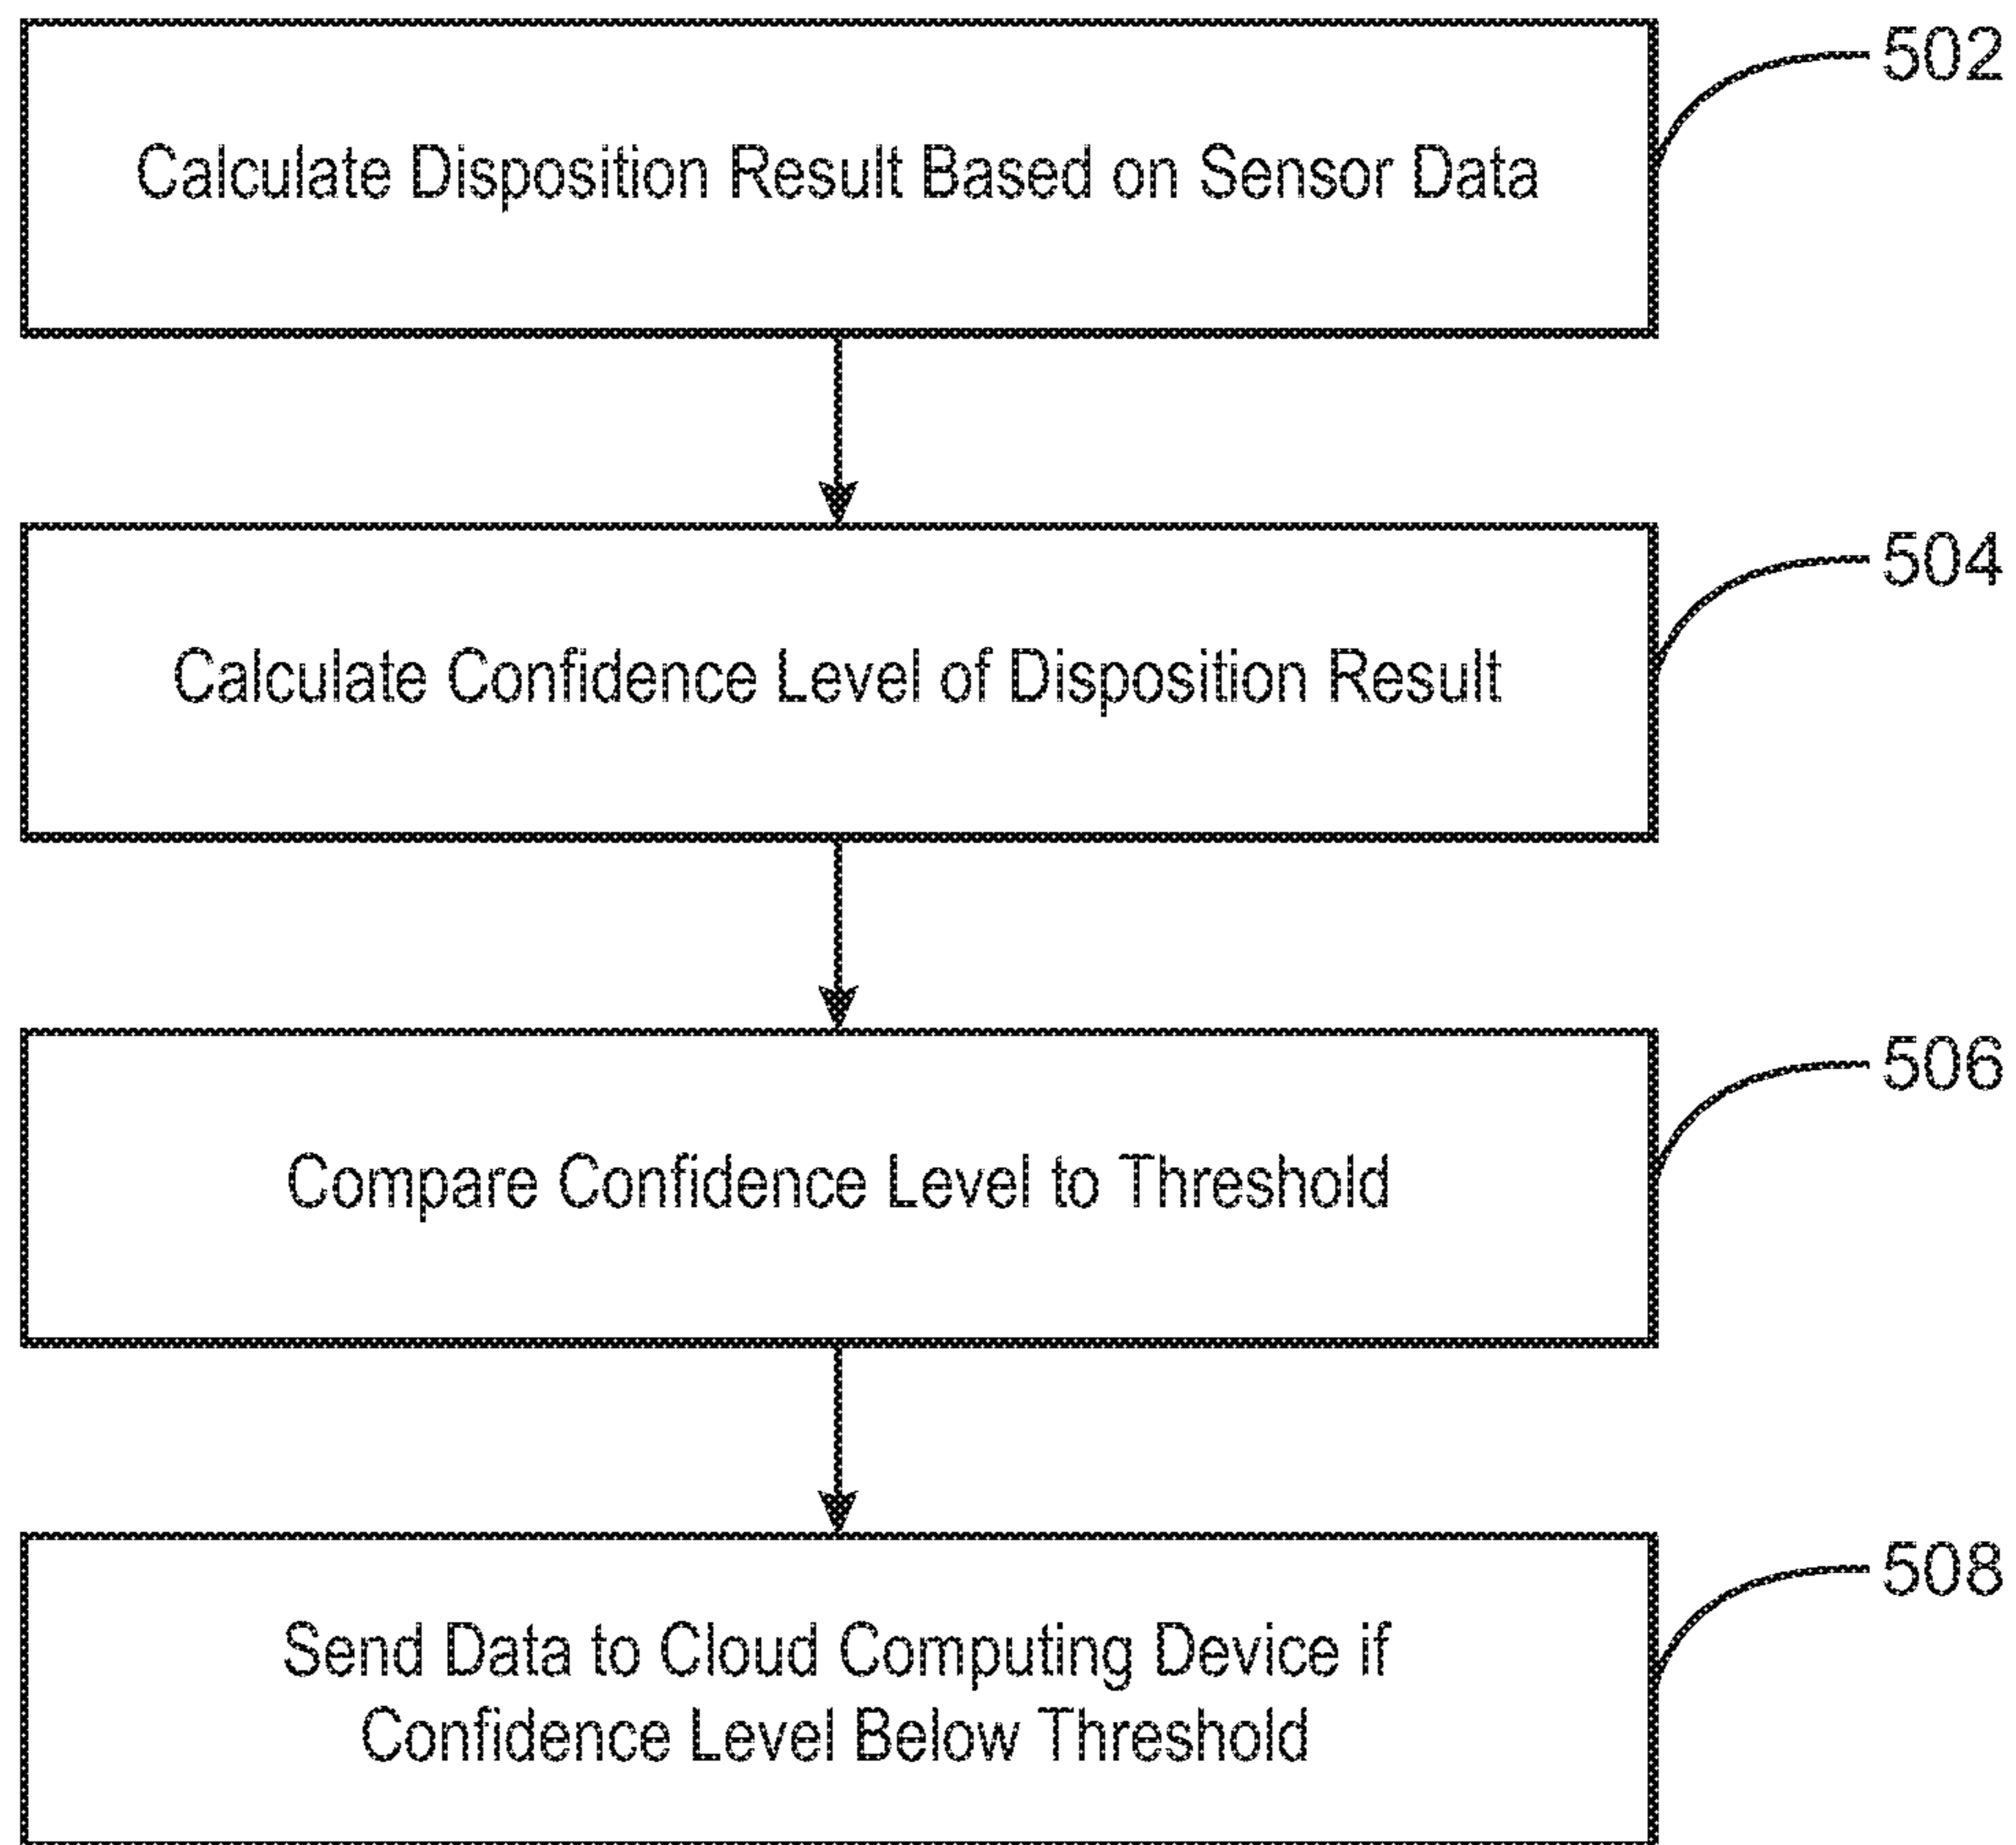 502
Calculate Disposition Result Based on Sensor Data
504
Calculate Confidence Level of Disposition Result
506
Compare Confidence Level to Threshold
508
Send Data to Cloud Computing Device if
Confidence Level Below Threshold